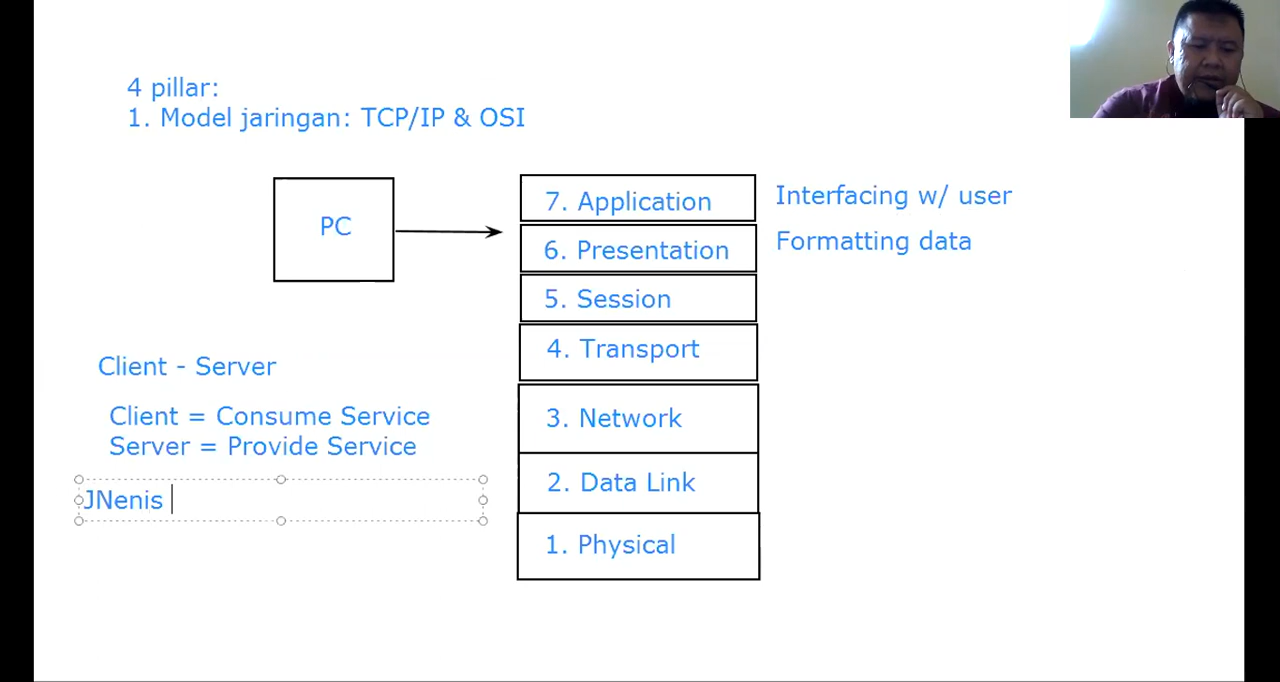 4 pillar:
1. Model jaringan: TCP/IP & OSI
PC
7. Application
Interfacing w/ user
6. Presentation
Formatting data
5. Session
4. Transport
3. Network
2. Data Link
1. Physical
Client - Server
Client = Consume Service
Server = Provide Service
JNenis